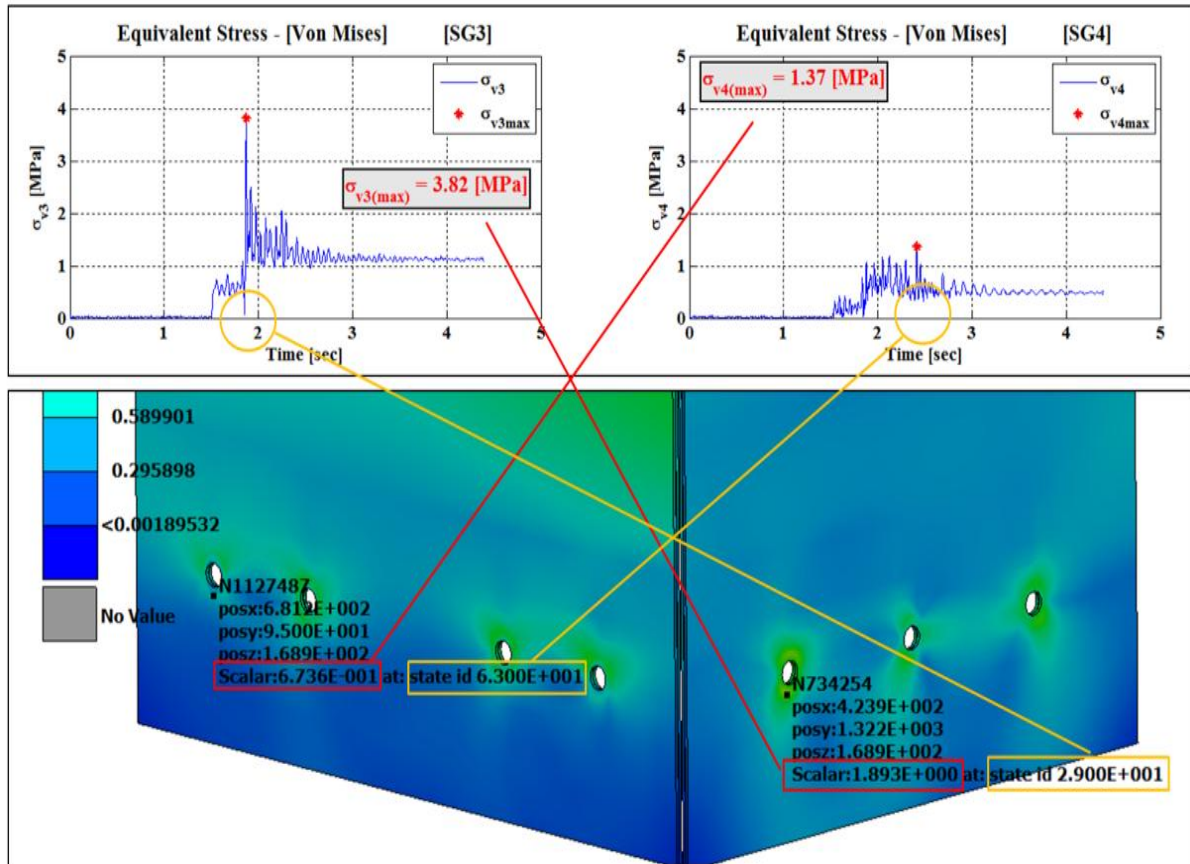 Equivalent Stress - [Von Mises] [SG3]
5
4
3
2
1
0
σv3 [MPa]
σv3
σv3max
σv3(max) = 3.82 [MPa]
0 1 2 3 4 5
Time [sec]
Equivalent Stress - [Von Mises] [SG4]
5
4
3
2
1
0
σv4 [MPa]
σv4(max) = 1.37 [MPa]
σv4
σv4max
0 1 2 3 4 5
Time [sec]
0.589901
0.295898
<0.00189532
No Value
N1127487
posx:6.812E+002
posy:9.500E+001
posz:1.689E+002
Scalar:6.736E-001 at: state id 6.300E+001
N734254
posx:4.239E+002
posy:1.322E+003
posz:1.689E+002
Scalar:1.893E+000 at: state id 2.900E+001